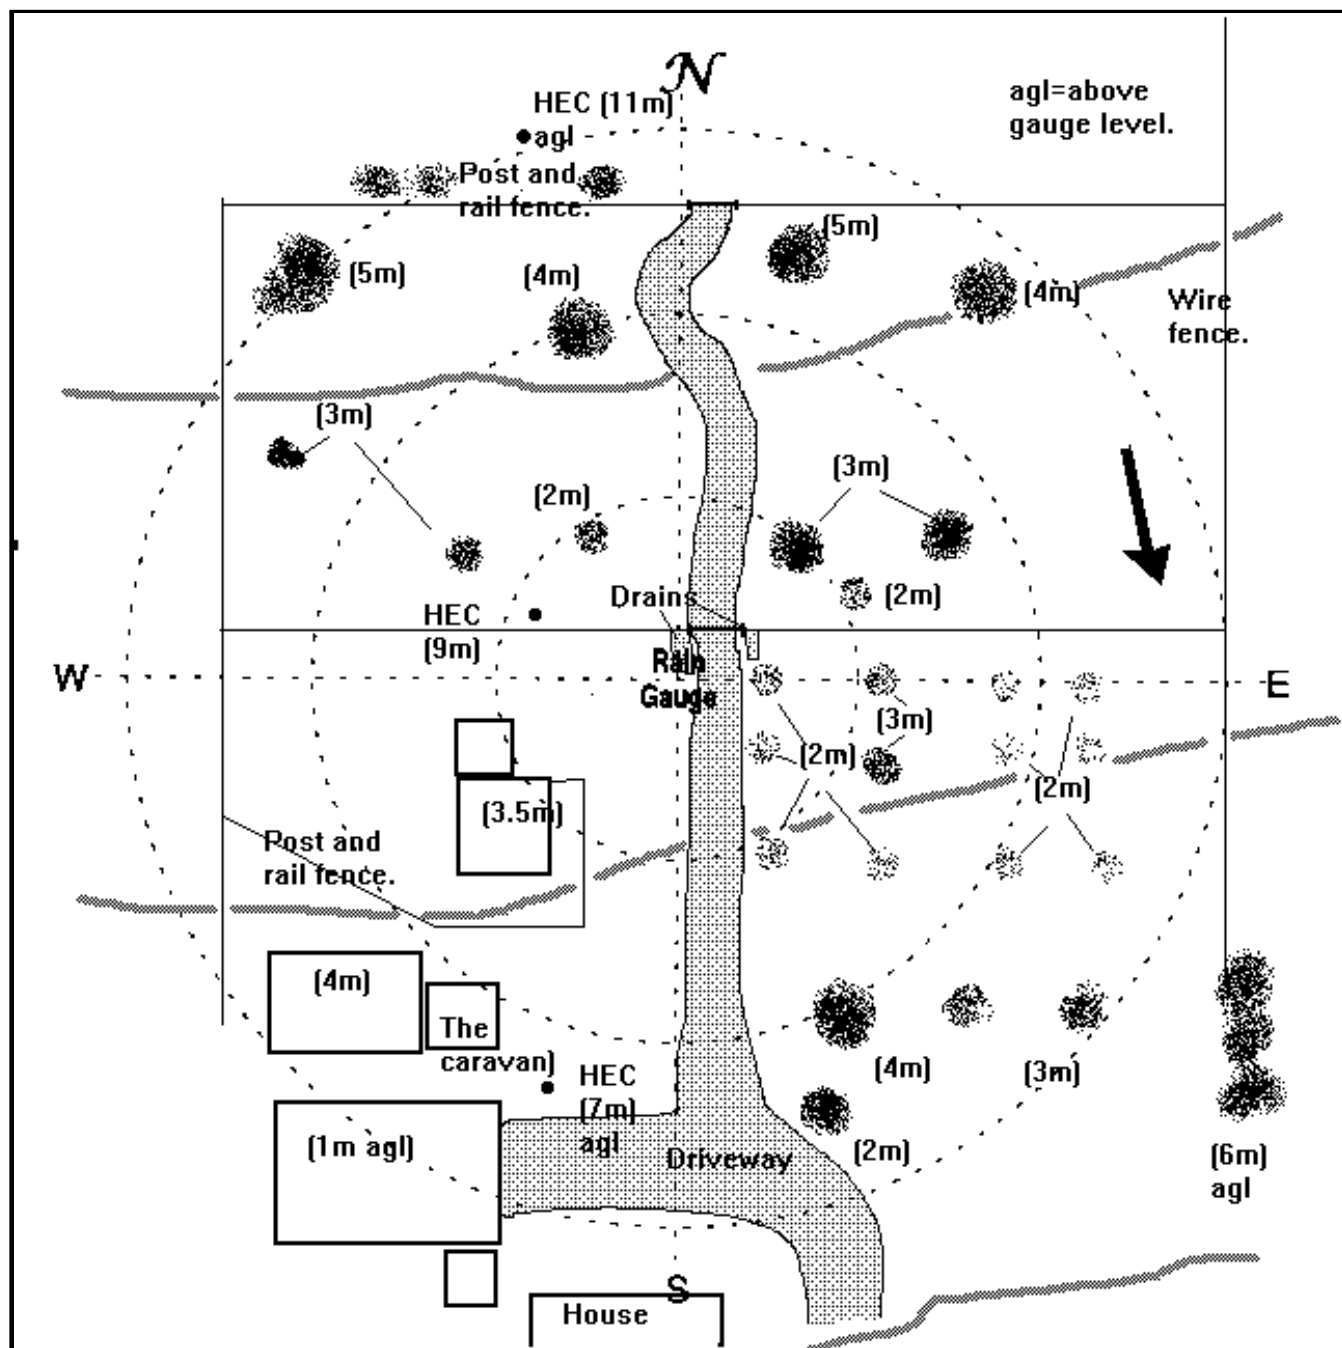 N
HEC (11m)
agl
agl=above
gauge level.
Post and
rail fence.
(5m)
(5m)
(4m)
(4m)
Wire
fence.
(3m)
(3m)
(2m)
Drains
(2m)
HEC
(9m)
Rain
Gauge
W
E
(3m)
(2m)
(2m)
(3.5m)
Post and
rail fence.
(4m)
The
caravan)
HEC
(7m)
agl
(4m)
(3m)
(1m agl)
Driveway
(2m)
(6m)
agl
S
House